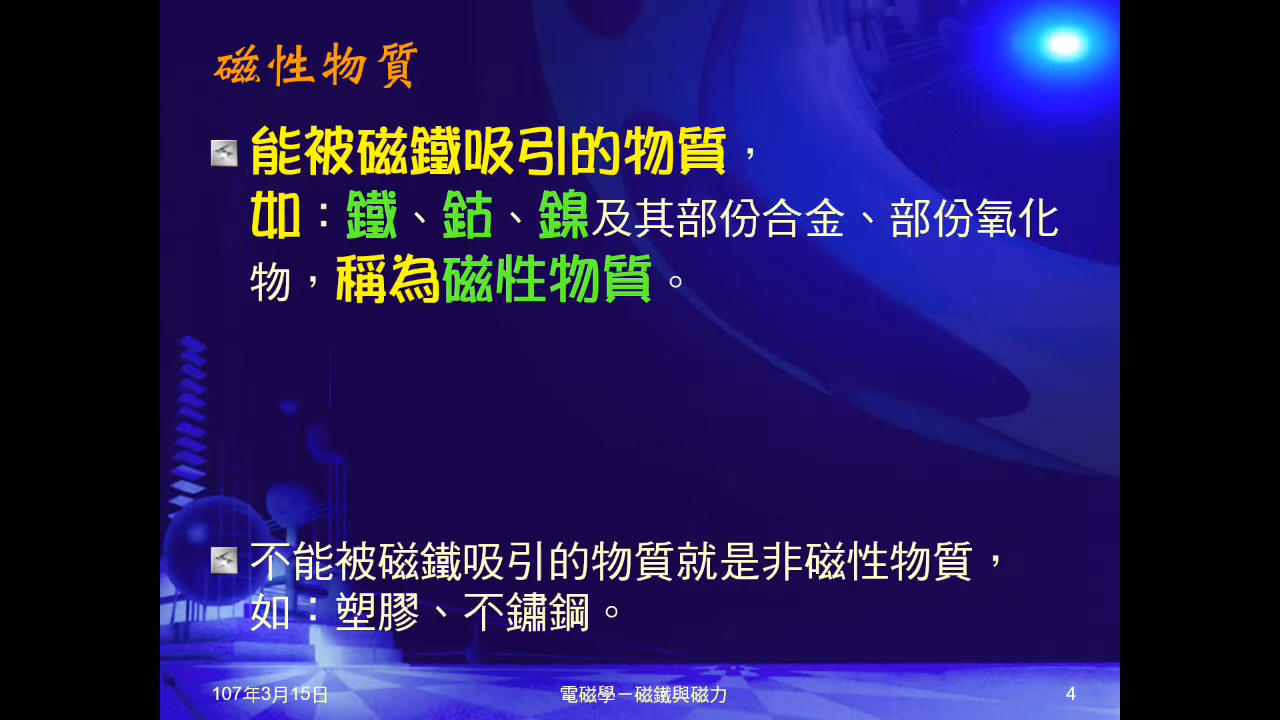 磁性物質
能被磁鐵吸引的物質，
如：鐵、鈷、鎳及其部份合金、部份氧化
物，稱為磁性物質。
不能被磁鐵吸引的物質就是非磁性物質，
如：塑膠、不鏽鋼。
107年3月15日
電磁學－磁鐵與磁力
4